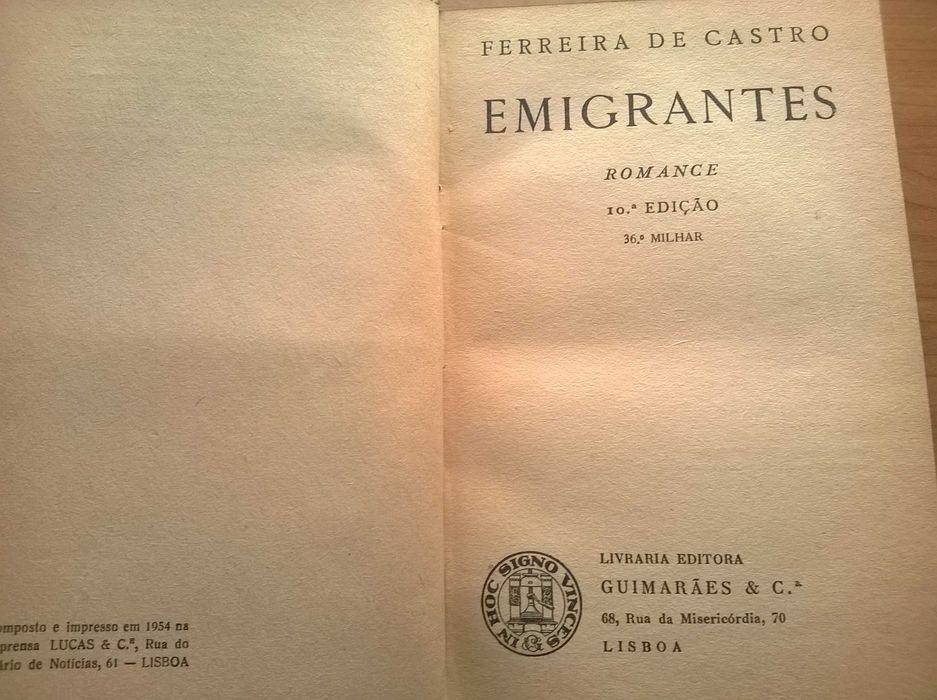 omposto e impresso em 1954 na
prensa LUCAS & C.ª, Rua do
ário de Notícias, 61 — LISBOA
FERREIRA DE CASTRO
EMIGRANTES
ROMANCE
10.ª EDIÇÃO
36.º MILHAR
IN HOC SIGNO VINCES
LIVRARIA EDITORA
GUIMARÃES & C.ª
68, Rua da Misericórdia, 70
LISBOA